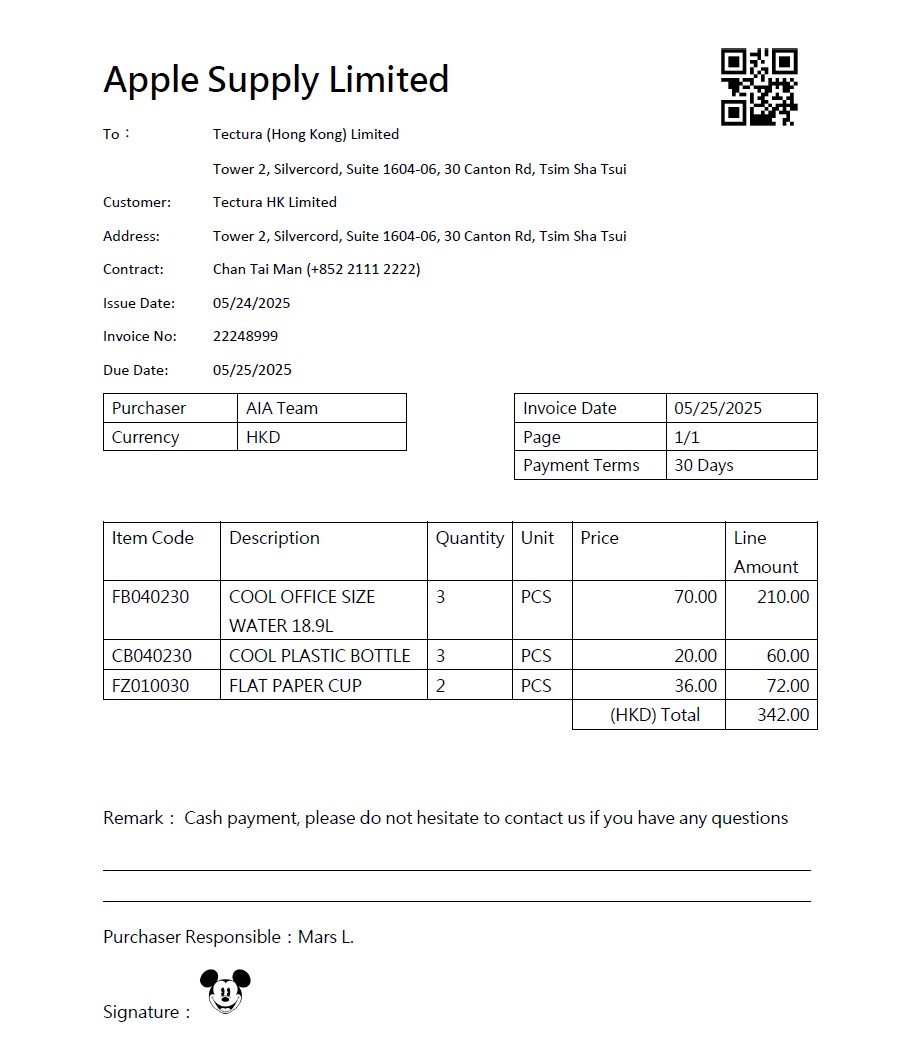 Apple Supply Limited
To： Tectura (Hong Kong) Limited
Tower 2, Silvercord, Suite 1604-06, 30 Canton Rd, Tsim Sha Tsui
Customer: Tectura HK Limited
Address: Tower 2, Silvercord, Suite 1604-06, 30 Canton Rd, Tsim Sha Tsui
Contract: Chan Tai Man (+852 2111 2222)
Issue Date: 05/24/2025
Invoice No: 22248999
Due Date: 05/25/2025
Purchaser AIA Team
Currency HKD
Invoice Date 05/25/2025
Page 1/1
Payment Terms 30 Days
Item Code Description Quantity Unit Price Line
Amount
FB040230 COOL OFFICE SIZE 3 PCS 70.00 210.00
WATER 18.9L
CB040230 COOL PLASTIC BOTTLE 3 PCS 20.00 60.00
FZ010030 FLAT PAPER CUP 2 PCS 36.00 72.00
(HKD) Total 342.00
Remark： Cash payment, please do not hesitate to contact us if you have any questions
Purchaser Responsible：Mars L.
Signature：